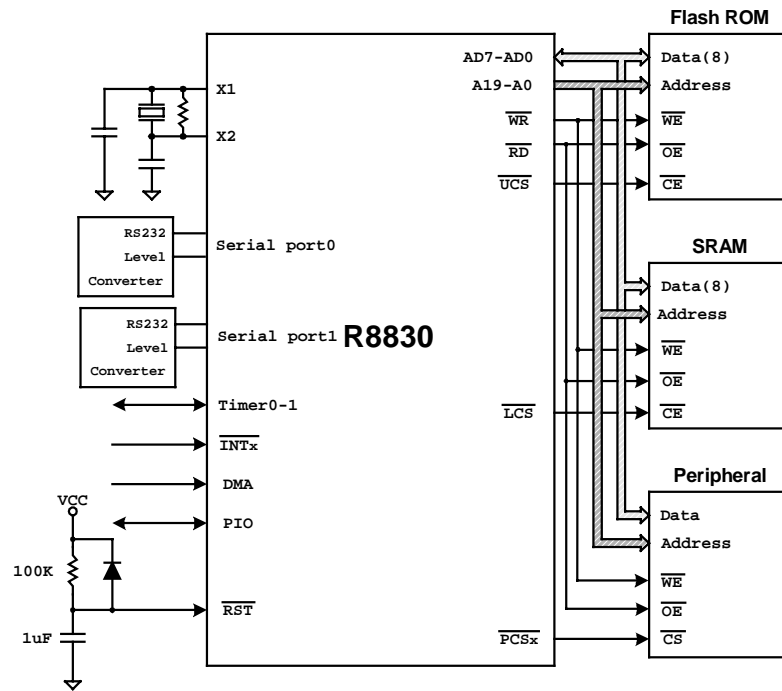 Flash ROM
AD7-AD0
Data(8)
A19-A0
Address
X1
WR
WE
X2
RD
OE
UCS
CE
SRAM
RS232
Level
Converter
Serial port0
Data(8)
Address
RS232
Level
Converter
Serial port1
R8830
WE
OE
Timer0-1
LCS
CE
INTx
Peripheral
DMA
VCC
PIO
Data
Address
100K
WE
RST
OE
1uF
PCSx
CS